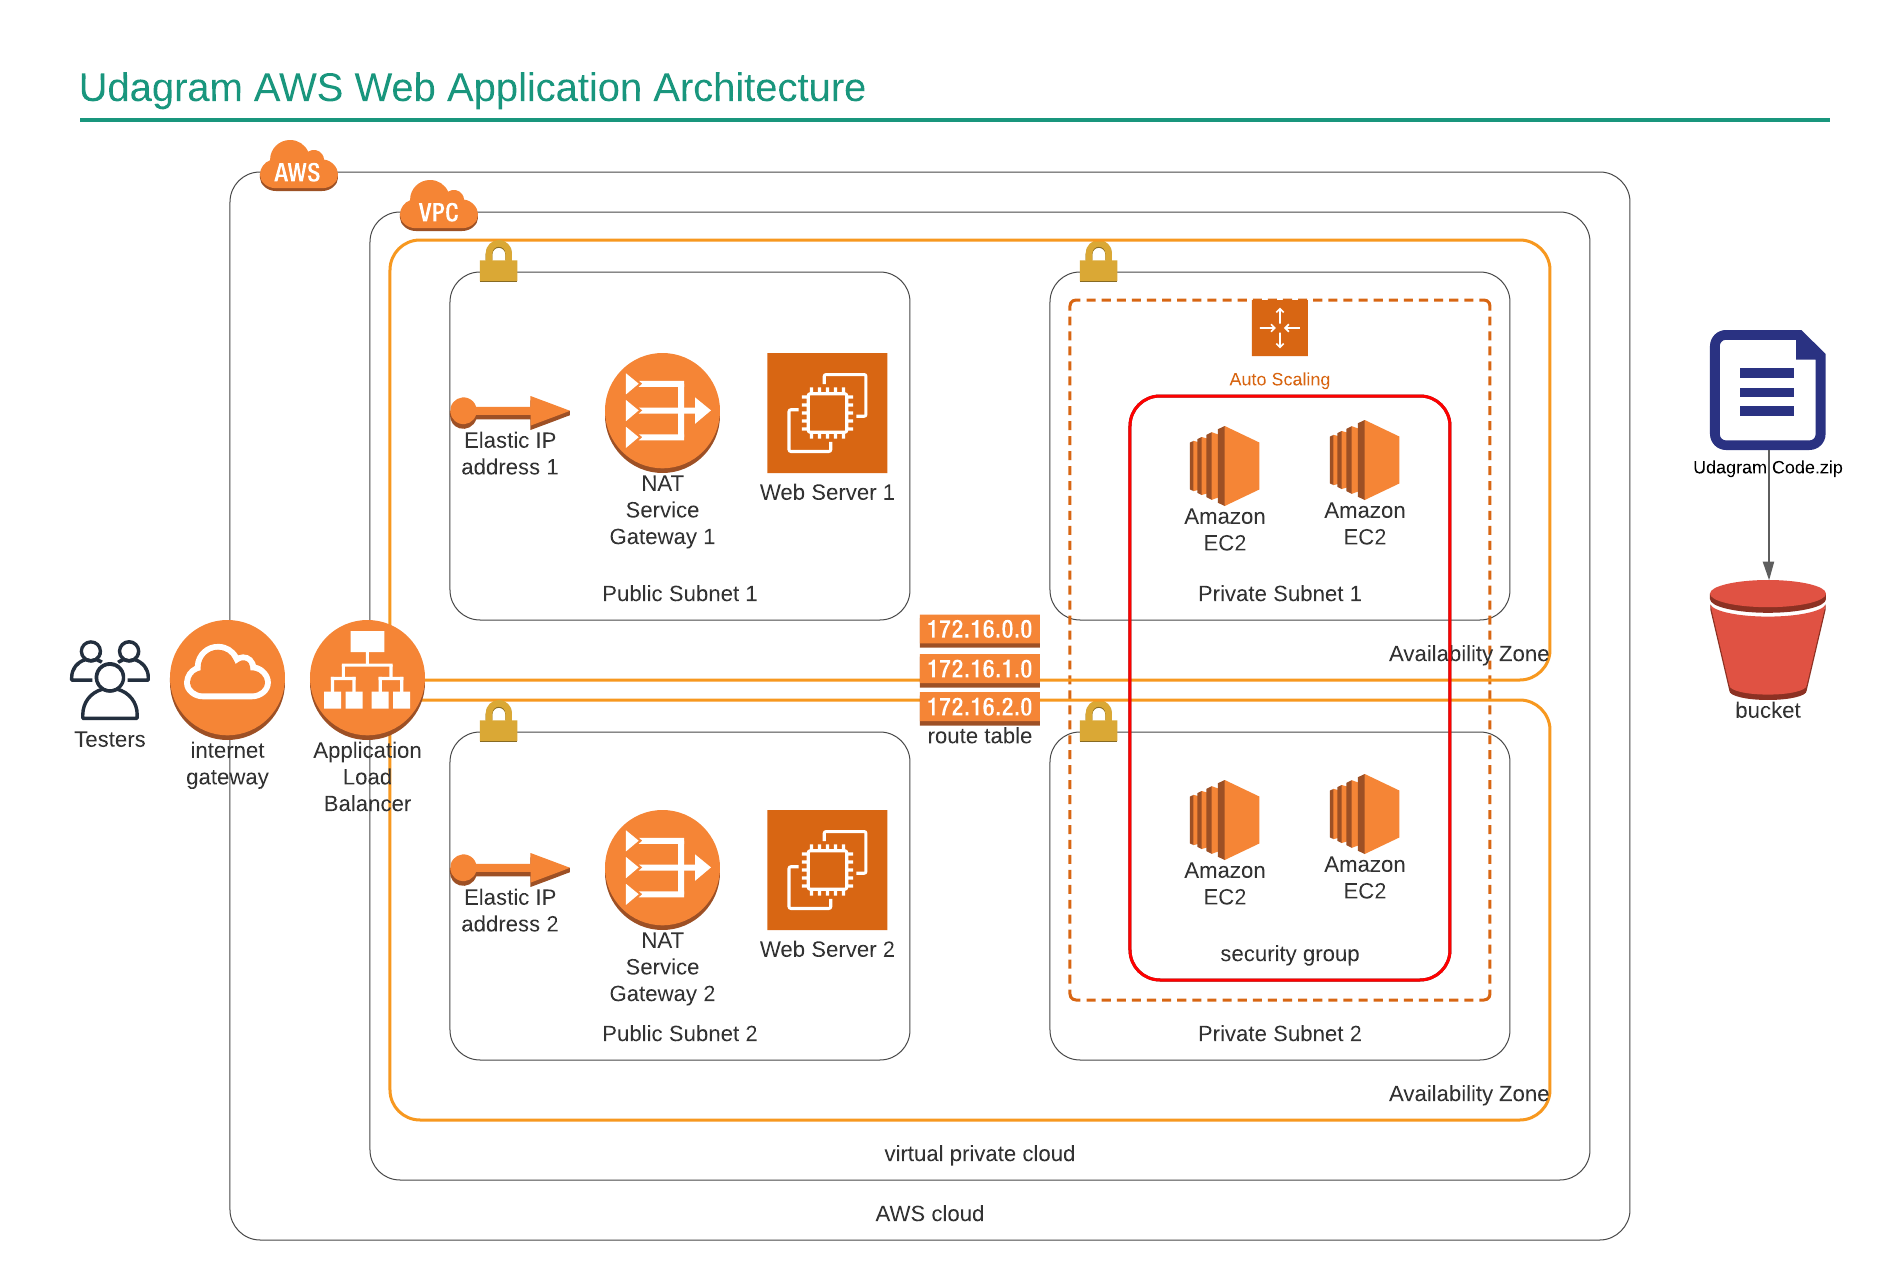 Udagram AWS Web Application Architecture
AWS
VPC
Auto Scaling
Elastic IP
address 1
NAT
Service
Gateway 1
Web Server 1
Amazon
EC2
Amazon
EC2
Udagram Code.zip
Public Subnet 1
Private Subnet 1
172.16.0.0
172.16.1.0
172.16.2.0
route table
Availability Zone
Testers
internet
gateway
Application
Load
Balancer
bucket
Elastic IP
address 2
NAT
Service
Gateway 2
Web Server 2
Amazon
EC2
Amazon
EC2
security group
Public Subnet 2
Private Subnet 2
Availability Zone
virtual private cloud
AWS cloud